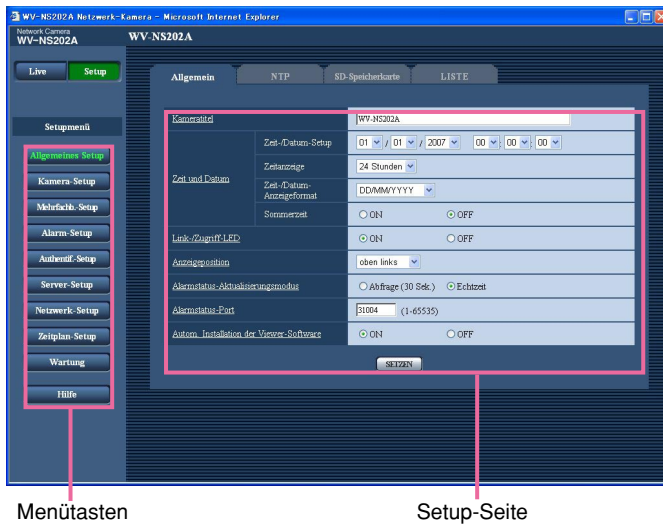 WV-NS202A Netzwerk-Kamera - Microsoft Internet Explorer
Network Camera
WV-NS202A
WV-NS202A
Live Setup
Allgemein NTP SD-Speicherkarte LISTE
Setupmenü
Allgemeines Setup
Kamera-Setup
Mehrfachb.-Setup
Alarm-Setup
Authentif.-Setup
Server-Setup
Netzwerk-Setup
Zeitplan-Setup
Wartung
Hilfe
Kameratitel WV-NS202A
Zeit und Datum
Zeit-/Datum-Setup 01 / 01 / 2007 00 : 00 : 00
Zeitanzeige 24 Stunden
Zeit-/Datum-
Anzeigeformat DD/MM/YYYY
Sommerzeit ON OFF
Link-/Zugriff-LED ON OFF
Anzeigeposition oben links
Alarmstatus-Aktualisierungsmodus Abfrage (30 Sek.) Echtzeit
Alarmstatus-Port 31004 (1-65535)
Autom. Installation der Viewer-Software ON OFF
SETZEN
Menütasten Setup-Seite